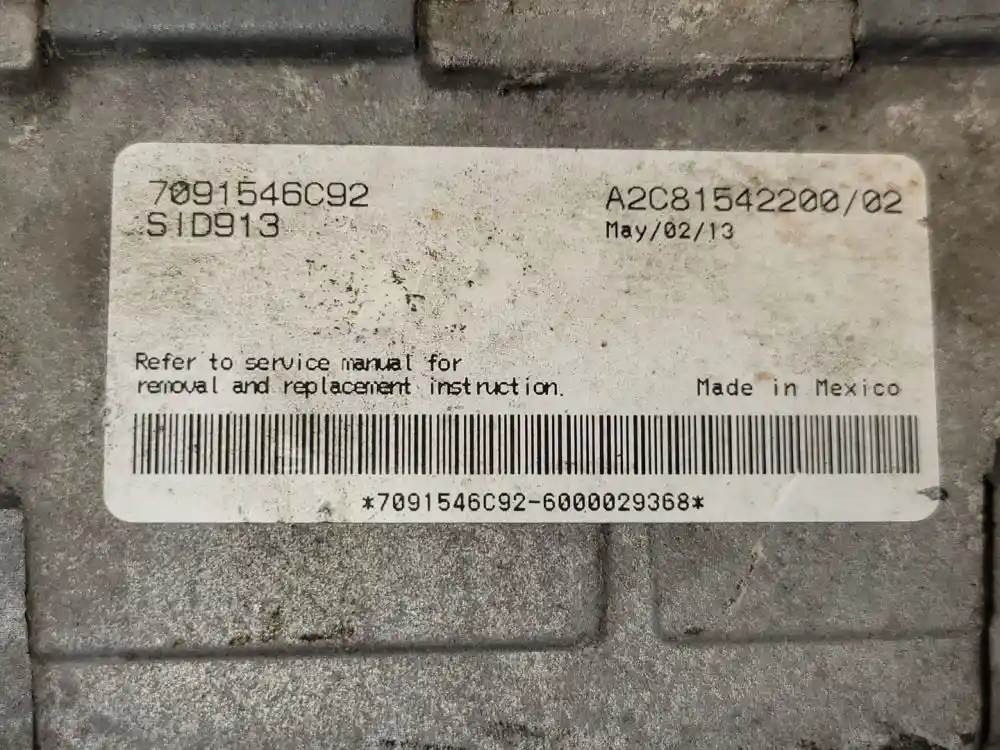 7091546C92 A2C81542200/02
SID913 May/02/13
Refer to service manual for
removal and replacement instruction. Made in Mexico
*7091546C92-6000029368*